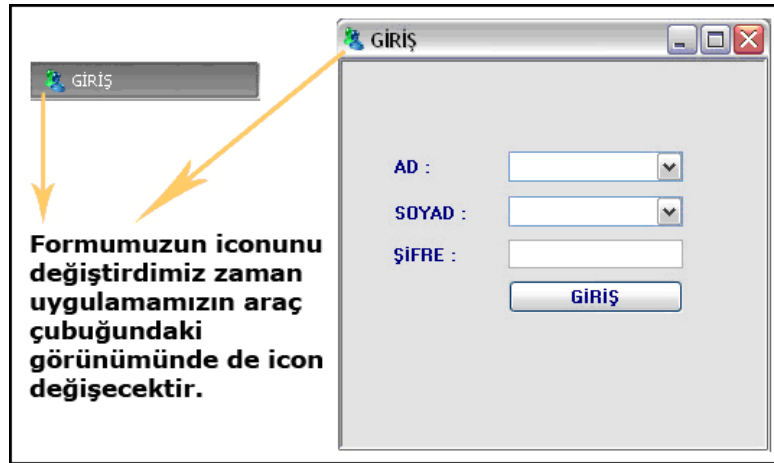 GİRİŞ
GİRİŞ
AD :
SOYAD :
ŞİFRE :
GİRİŞ
Formumuzun iconunu
değiştirdimiz zaman
uygulamamızın araç
çubuğundaki
görünümünde de icon
değişecektir.